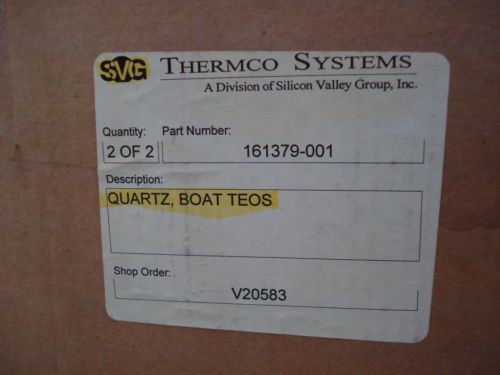 SVG THERMCO SYSTEMS
A Division of Silicon Valley Group, Inc.
Quantity: Part Number:
2 OF 2 161379-001
Description:
QUARTZ, BOAT TEOS
Shop Order:
V20583